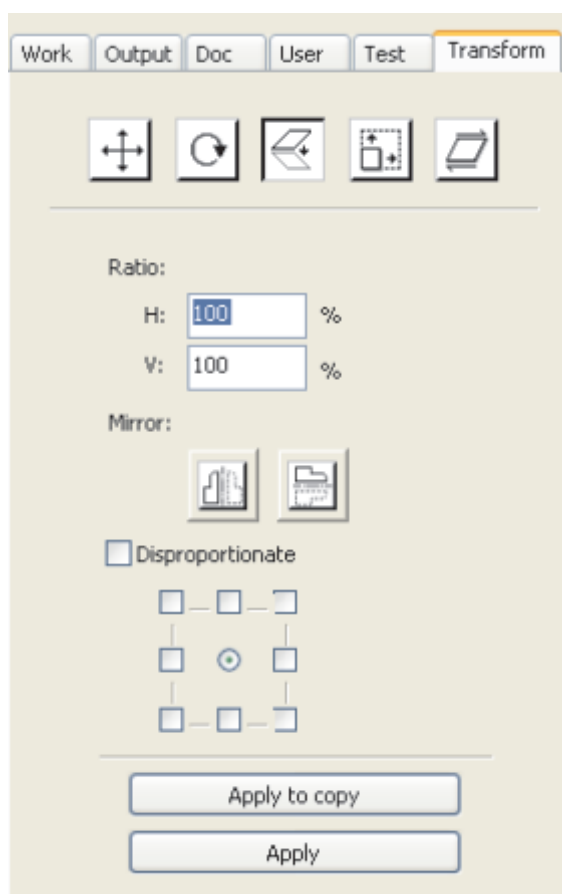 Work Output Doc User Test Transform
Ratio:
H: 100 %
V: 100 %
Mirror:
Disproportionate
Apply to copy
Apply